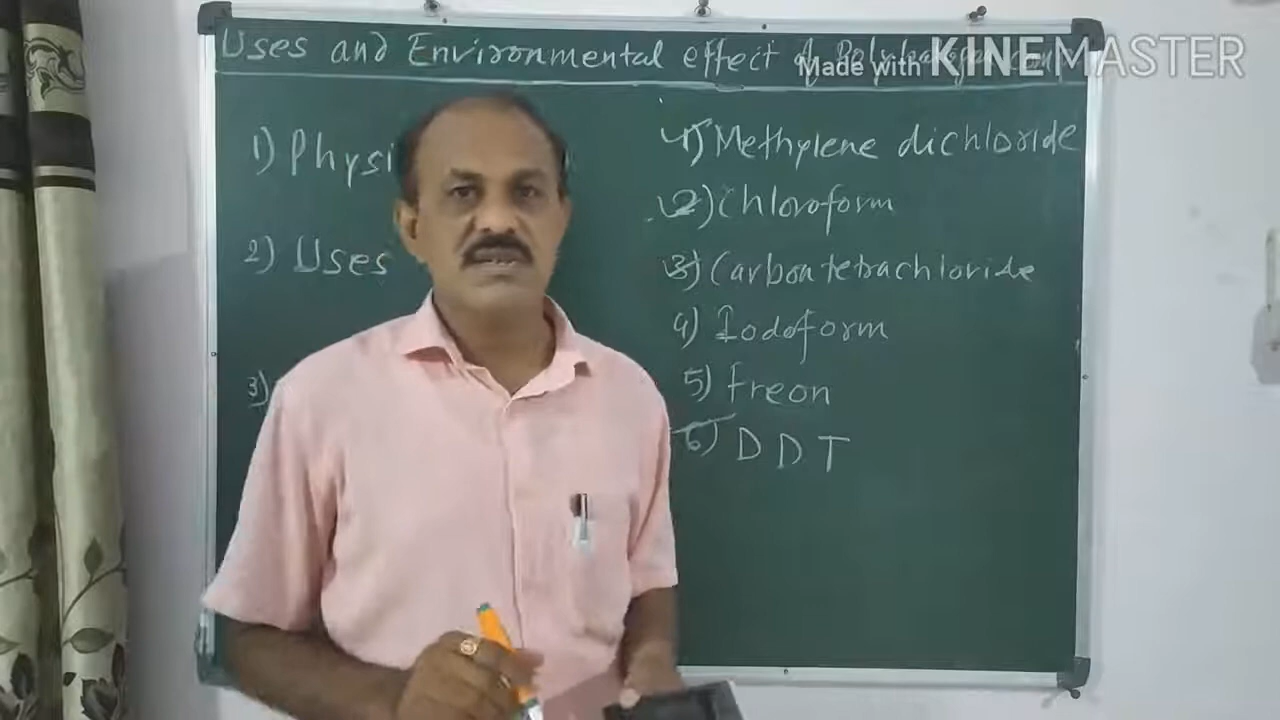 Uses and Environmental effect of
Made with KINEMASTER
1) Physi
2) Uses
3)
1) Methylene dichloride
2) Chloroform
3) Carbontetrachloride
4) Iodoform
5) freon
6) D D T